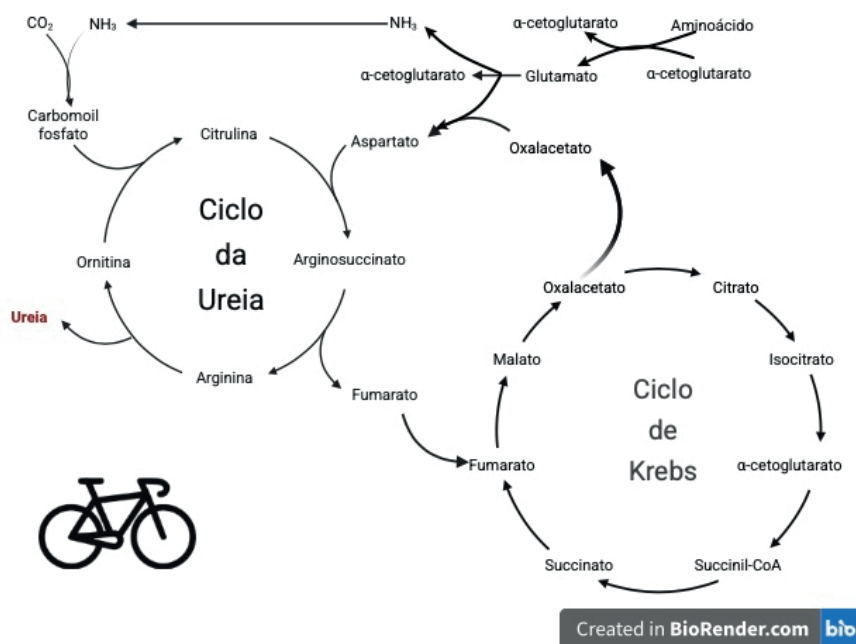 CO₂
NH₃
NH₃
α-cetoglutarato
Aminoácido
α-cetoglutarato
Glutamato
α-cetoglutarato
Carbomoil
fosfato
Citrulina
Aspartato
Oxalacetato
Ciclo
da
Ureia
Ornitina
Arginosuccinato
Ureia
Arginina
Fumarato
Oxalacetato
Citrato
Malato
Isocitrato
Ciclo
de
Krebs
Fumarato
α-cetoglutarato
Succinato
Succinil-CoA
Created in BioRender.com bio